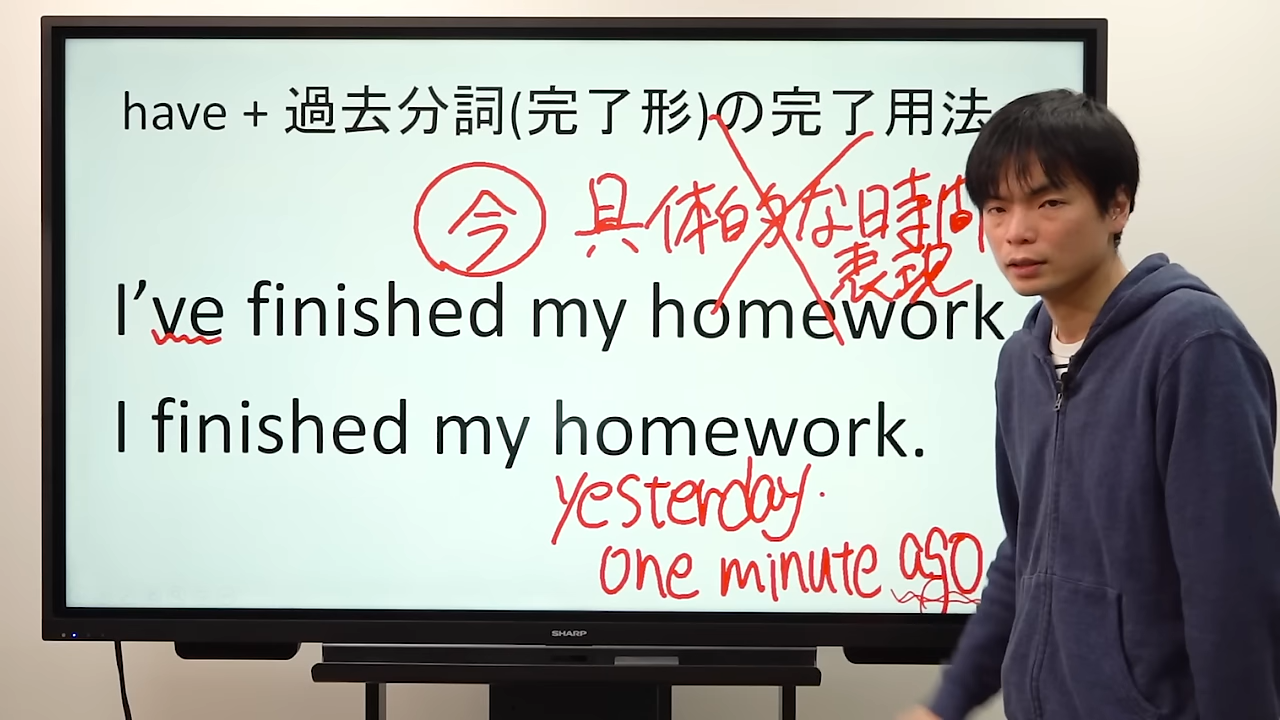 have + 過去分詞(完了形)の完了用法
今 具体的な時間
表現
I've finished my homework
I finished my homework.
yesterday.
one minute ago
SHARP